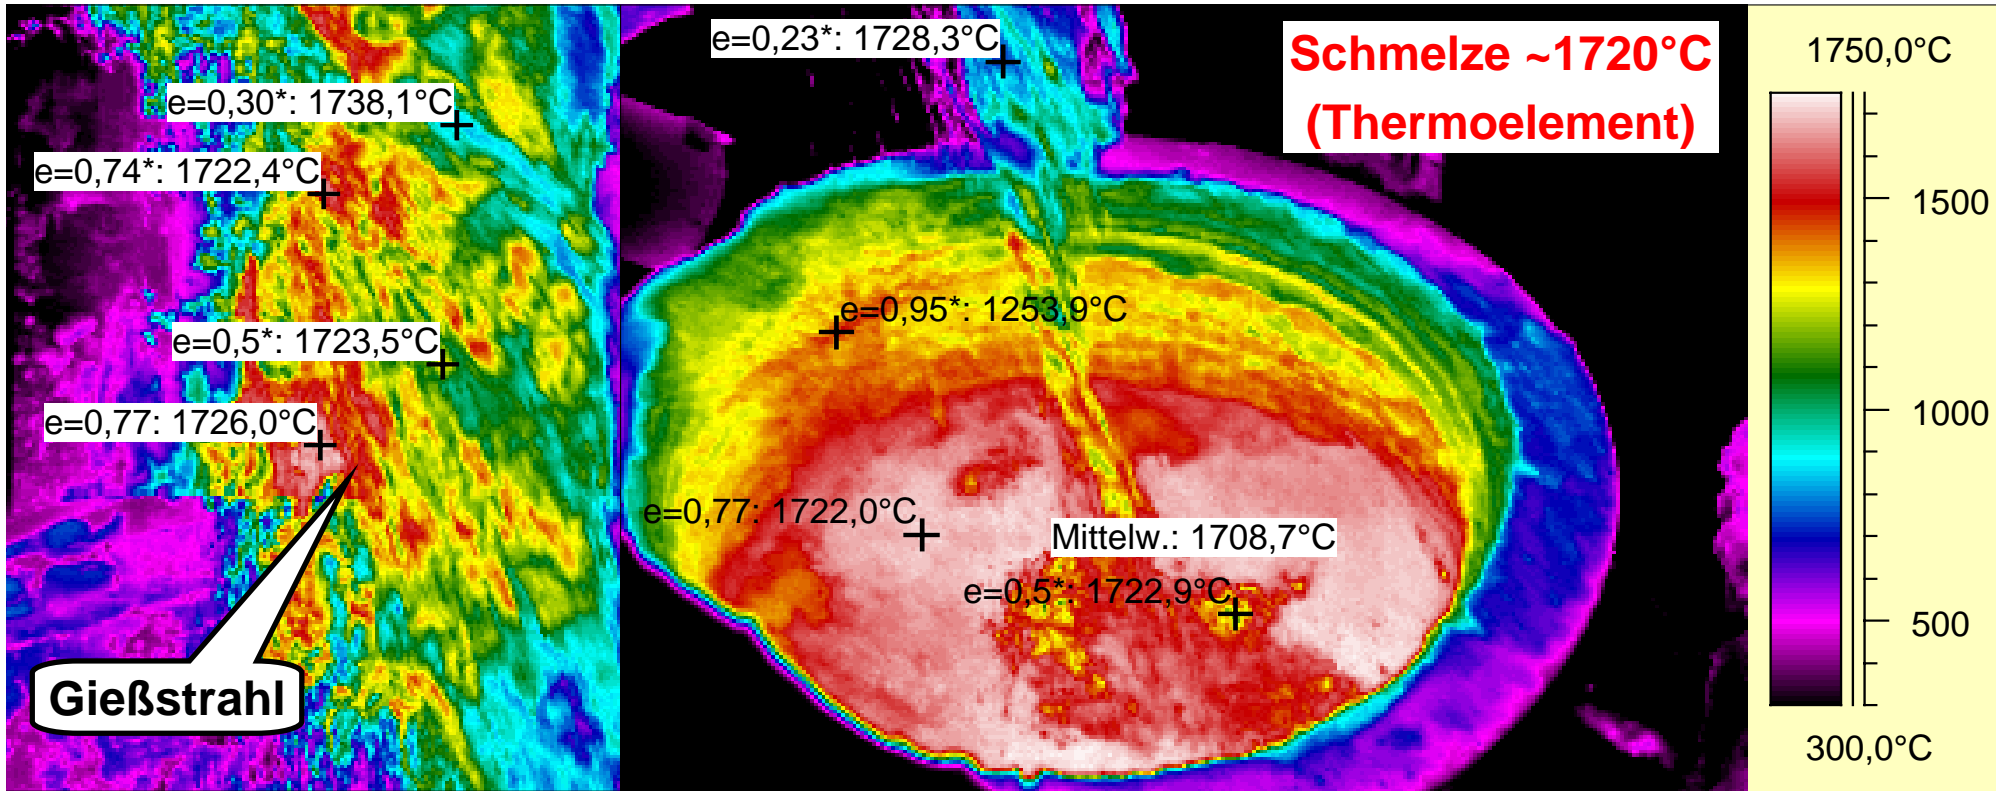 e=0,30*: 1738,1°C
e=0,74*: 1722,4°C
e=0,5*: 1723,5°C
e=0,77: 1726,0°C
Gießstrahl
e=0,23*: 1728,3°C
Schmelze ~1720°C
(Thermoelement)
e=0,95*: 1253,9°C
e=0,77: 1722,0°C
Mittelw.: 1708,7°C
e=0,5*: 1722,9°C
1750,0°C
1500
1000
500
300,0°C